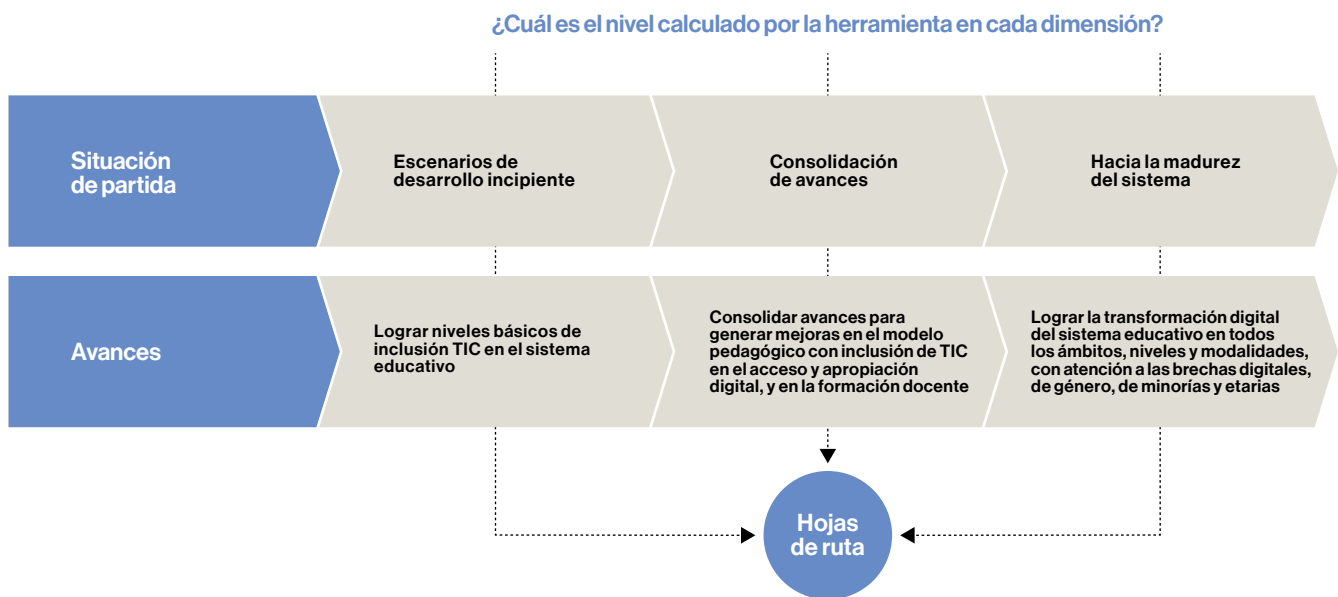 ¿Cuál es el nivel calculado por la herramienta en cada dimensión?
Situación
de partida
Escenarios de
desarrollo incipiente
Consolidación
de avances
Hacia la madurez
del sistema
Avances
Lograr niveles básicos de
inclusión TIC en el sistema
educativo
Consolidar avances para
generar mejoras en el modelo
pedagógico con inclusión de TIC
en el acceso y apropiación
digital, y en la formación docente
Lograr la transformación digital
del sistema educativo en todos
los ámbitos, niveles y modalidades,
con atención a las brechas digitales,
de género, de minorías y etarias
Hojas
de ruta